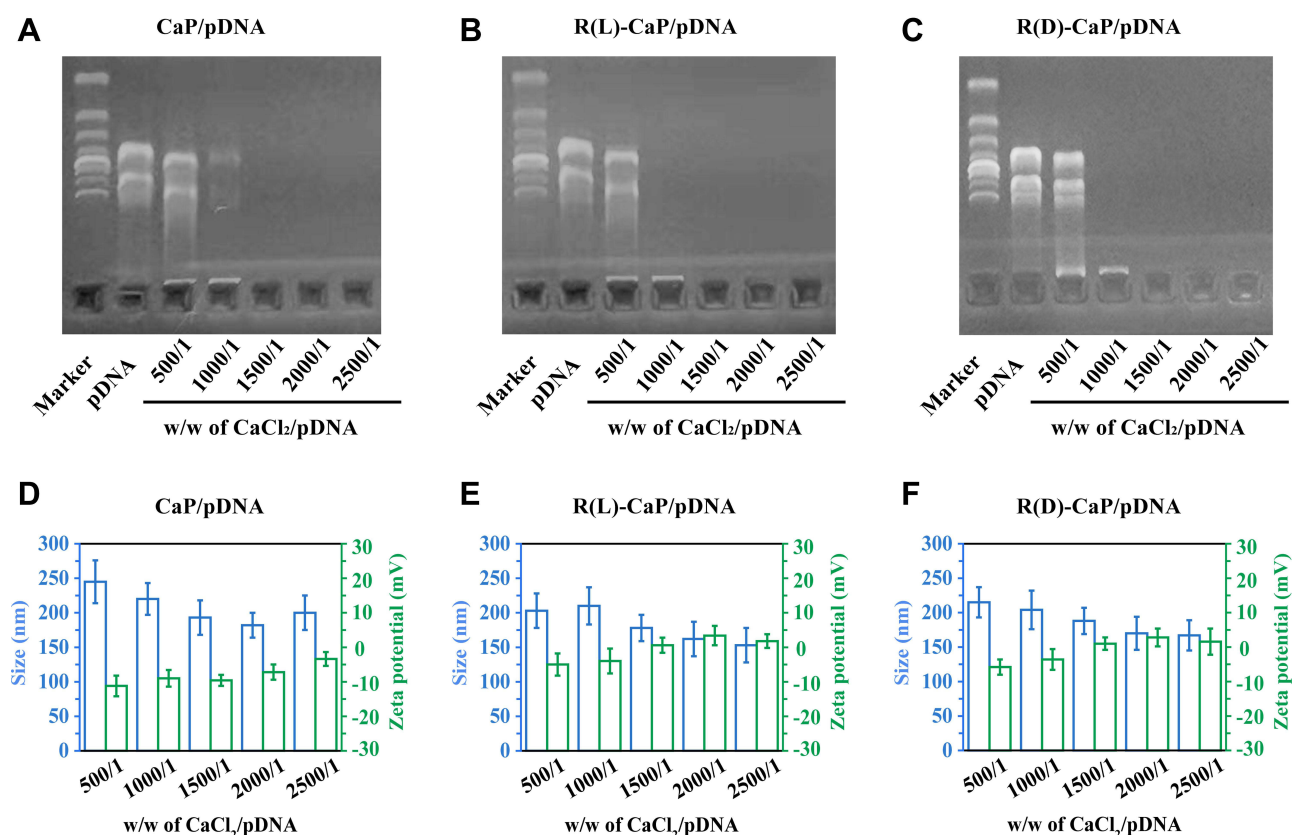 A
CaP/pDNA
B
R(L)-CaP/pDNA
C
R(D)-CaP/pDNA
Marker
pDNA
500/1
1000/1
1500/1
2000/1
2500/1
w/w of CaCl₂/pDNA
Marker
pDNA
500/1
1000/1
1500/1
2000/1
2500/1
w/w of CaCl₂/pDNA
Marker
pDNA
500/1
1000/1
1500/1
2000/1
2500/1
w/w of CaCl₂/pDNA
D
CaP/pDNA
Size (nm)
300
250
200
150
100
50
0
30
20
10
0
-10
-20
-30
Zeta potential (mV)
500/1
1000/1
1500/1
2000/1
2500/1
w/w of CaCl₂/pDNA
E
R(L)-CaP/pDNA
Size (nm)
300
250
200
150
100
50
0
30
20
10
0
-10
-20
-30
Zeta potential (mV)
500/1
1000/1
1500/1
2000/1
2500/1
w/w of CaCl₂/pDNA
F
R(D)-CaP/pDNA
Size (nm)
300
250
200
150
100
50
0
30
20
10
0
-10
-20
-30
Zeta potential (mV)
500/1
1000/1
1500/1
2000/1
2500/1
w/w of CaCl₂/pDNA